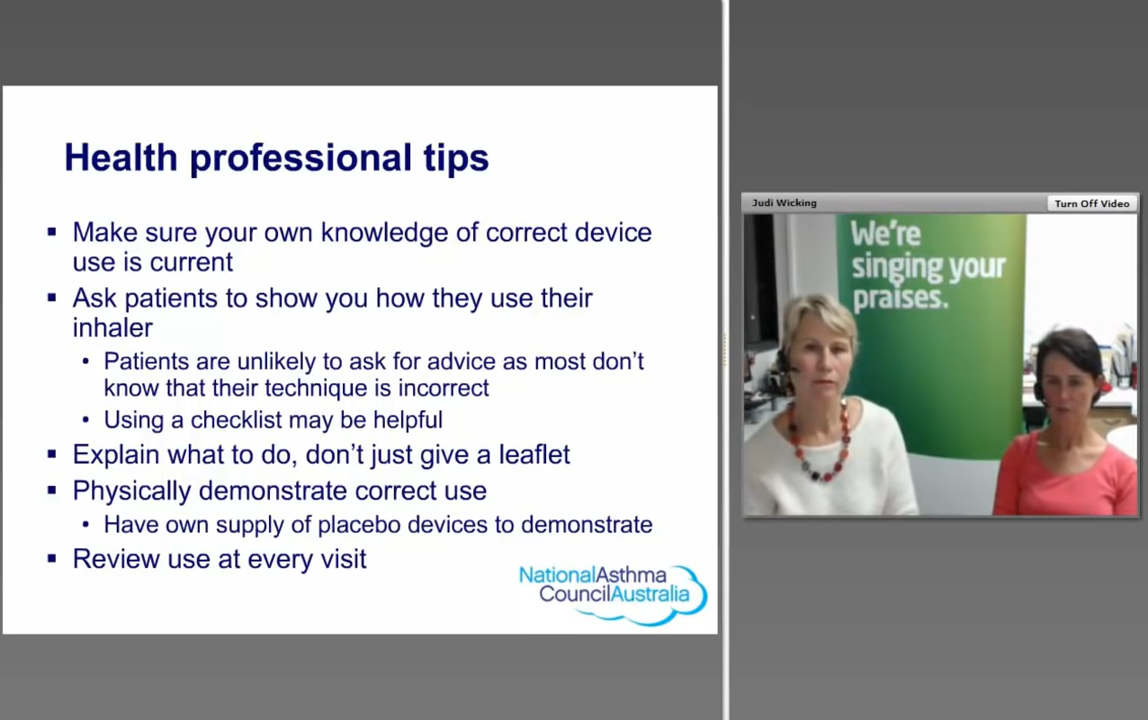 Health professional tips
▪ Make sure your own knowledge of correct device
use is current
▪ Ask patients to show you how they use their
inhaler
• Patients are unlikely to ask for advice as most don't
know that their technique is incorrect
• Using a checklist may be helpful
▪ Explain what to do, don't just give a leaflet
▪ Physically demonstrate correct use
• Have own supply of placebo devices to demonstrate
▪ Review use at every visit
NationalAsthma
CouncilAustralia
Judi Wicking
Turn Off Video
We're
singing your
praises.